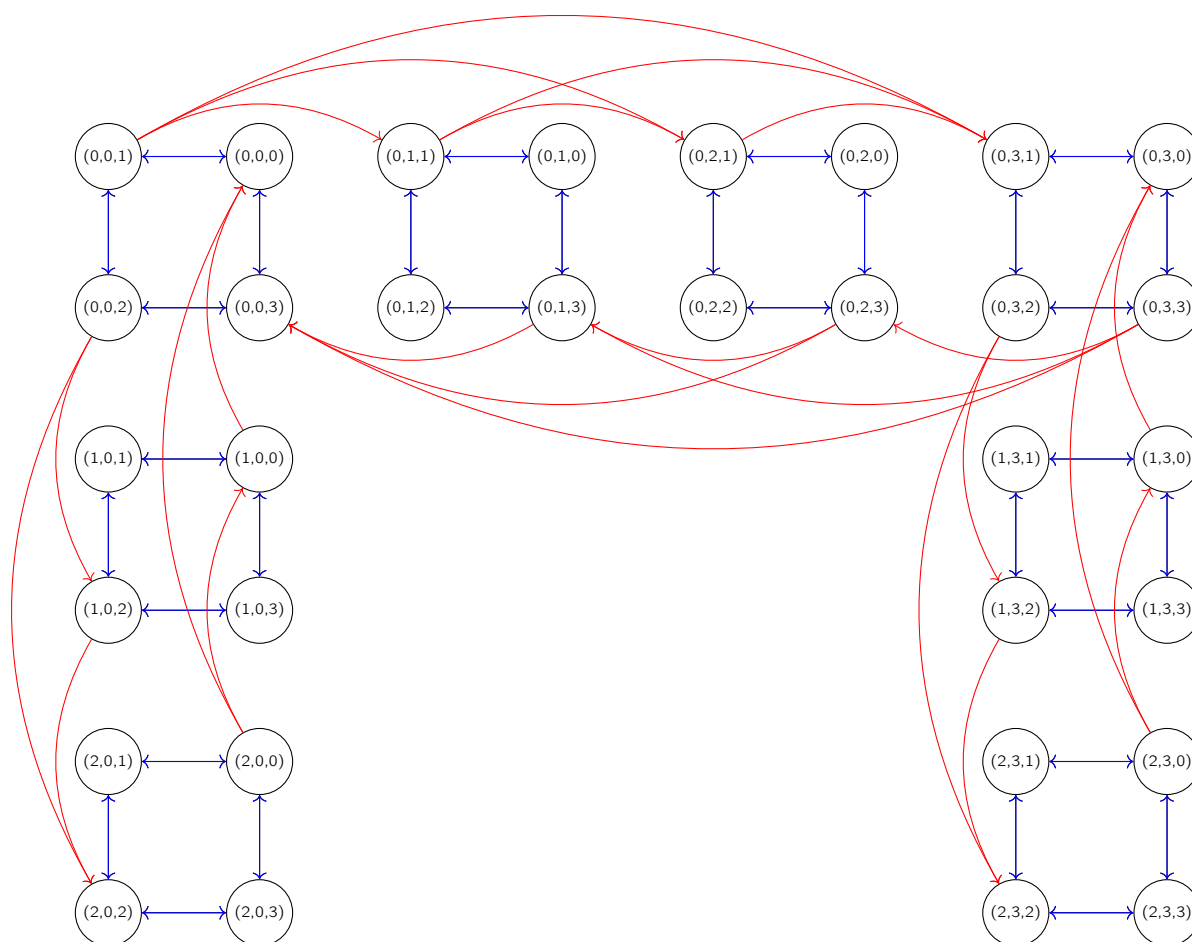 (0,0,1) (0,0,0) (0,1,1) (0,1,0) (0,2,1) (0,2,0) (0,3,1) (0,3,0)
(0,0,2) (0,0,3) (0,1,2) (0,1,3) (0,2,2) (0,2,3) (0,3,2) (0,3,3)
(1,0,1) (1,0,0) (1,3,1) (1,3,0)
(1,0,2) (1,0,3) (1,3,2) (1,3,3)
(2,0,1) (2,0,0) (2,3,1) (2,3,0)
(2,0,2) (2,0,3) (2,3,2) (2,3,3)